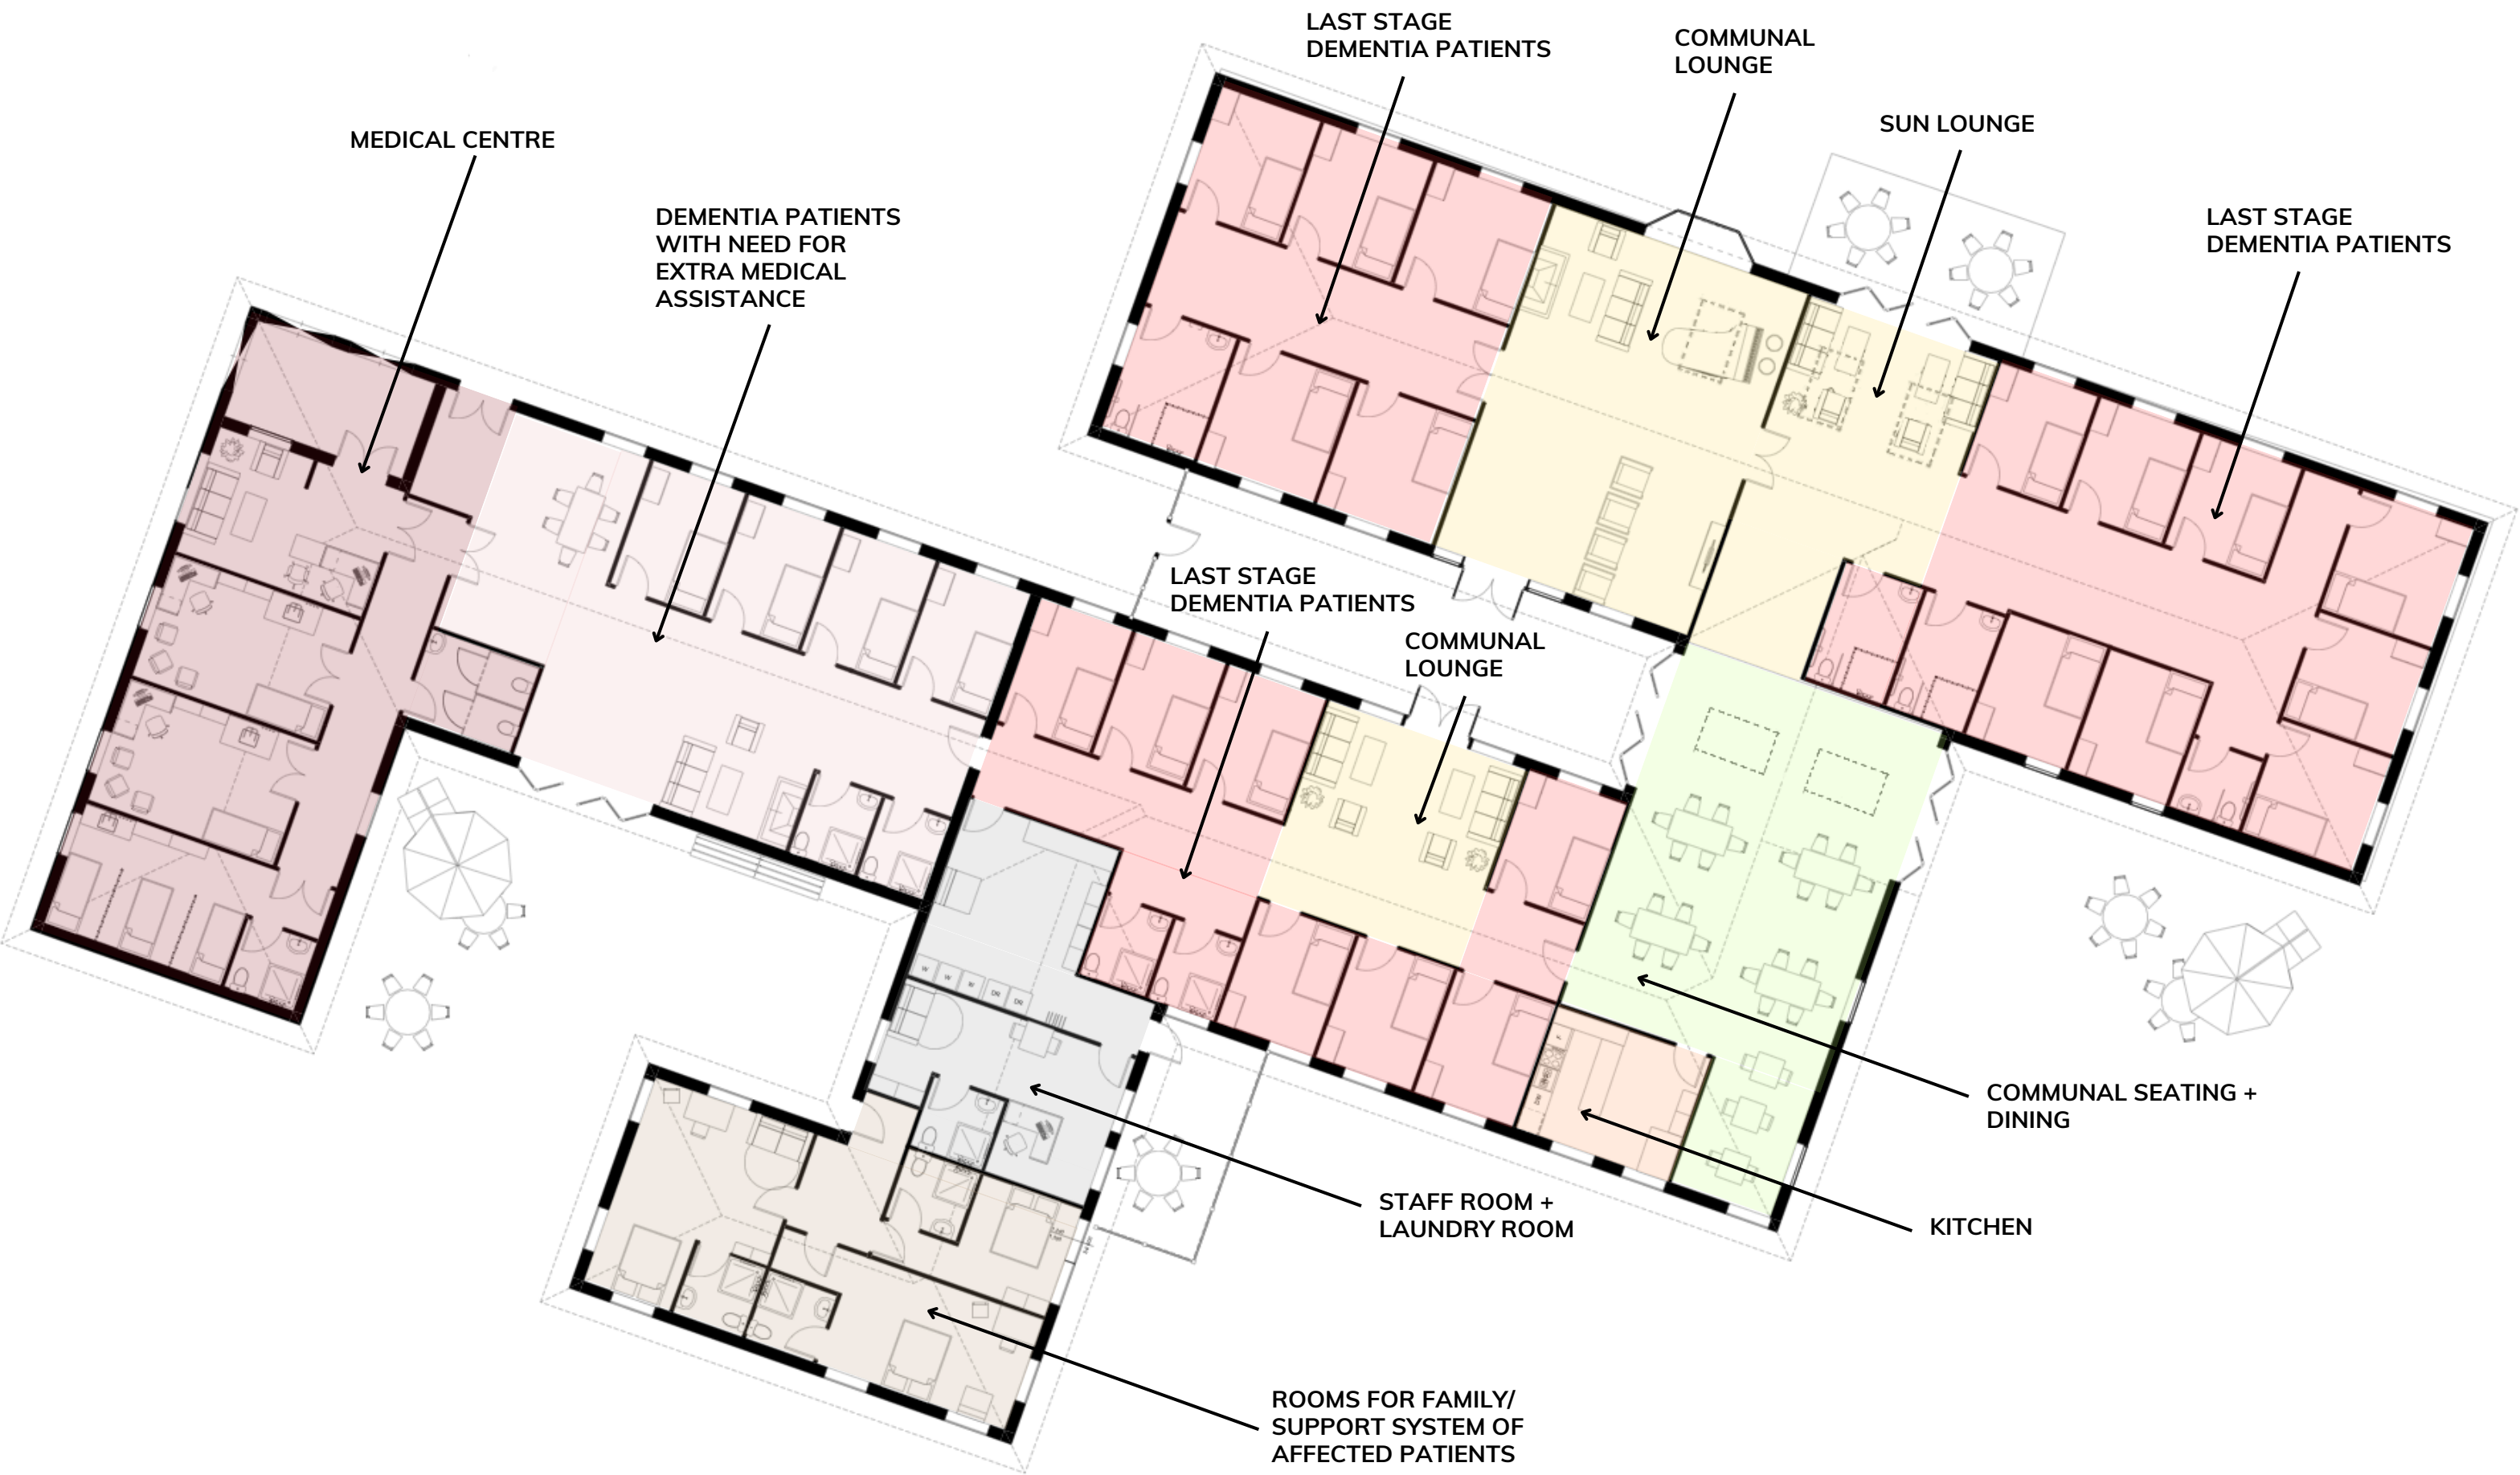 LAST STAGE
DEMENTIA PATIENTS
COMMUNAL
LOUNGE
SUN LOUNGE
MEDICAL CENTRE
DEMENTIA PATIENTS
WITH NEED FOR
EXTRA MEDICAL
ASSISTANCE
LAST STAGE
DEMENTIA PATIENTS
LAST STAGE
DEMENTIA PATIENTS
COMMUNAL
LOUNGE
W
W
W
DR
DR
COMMUNAL SEATING +
DINING
STAFF ROOM +
LAUNDRY ROOM
KITCHEN
ROOMS FOR FAMILY/
SUPPORT SYSTEM OF
AFFECTED PATIENTS